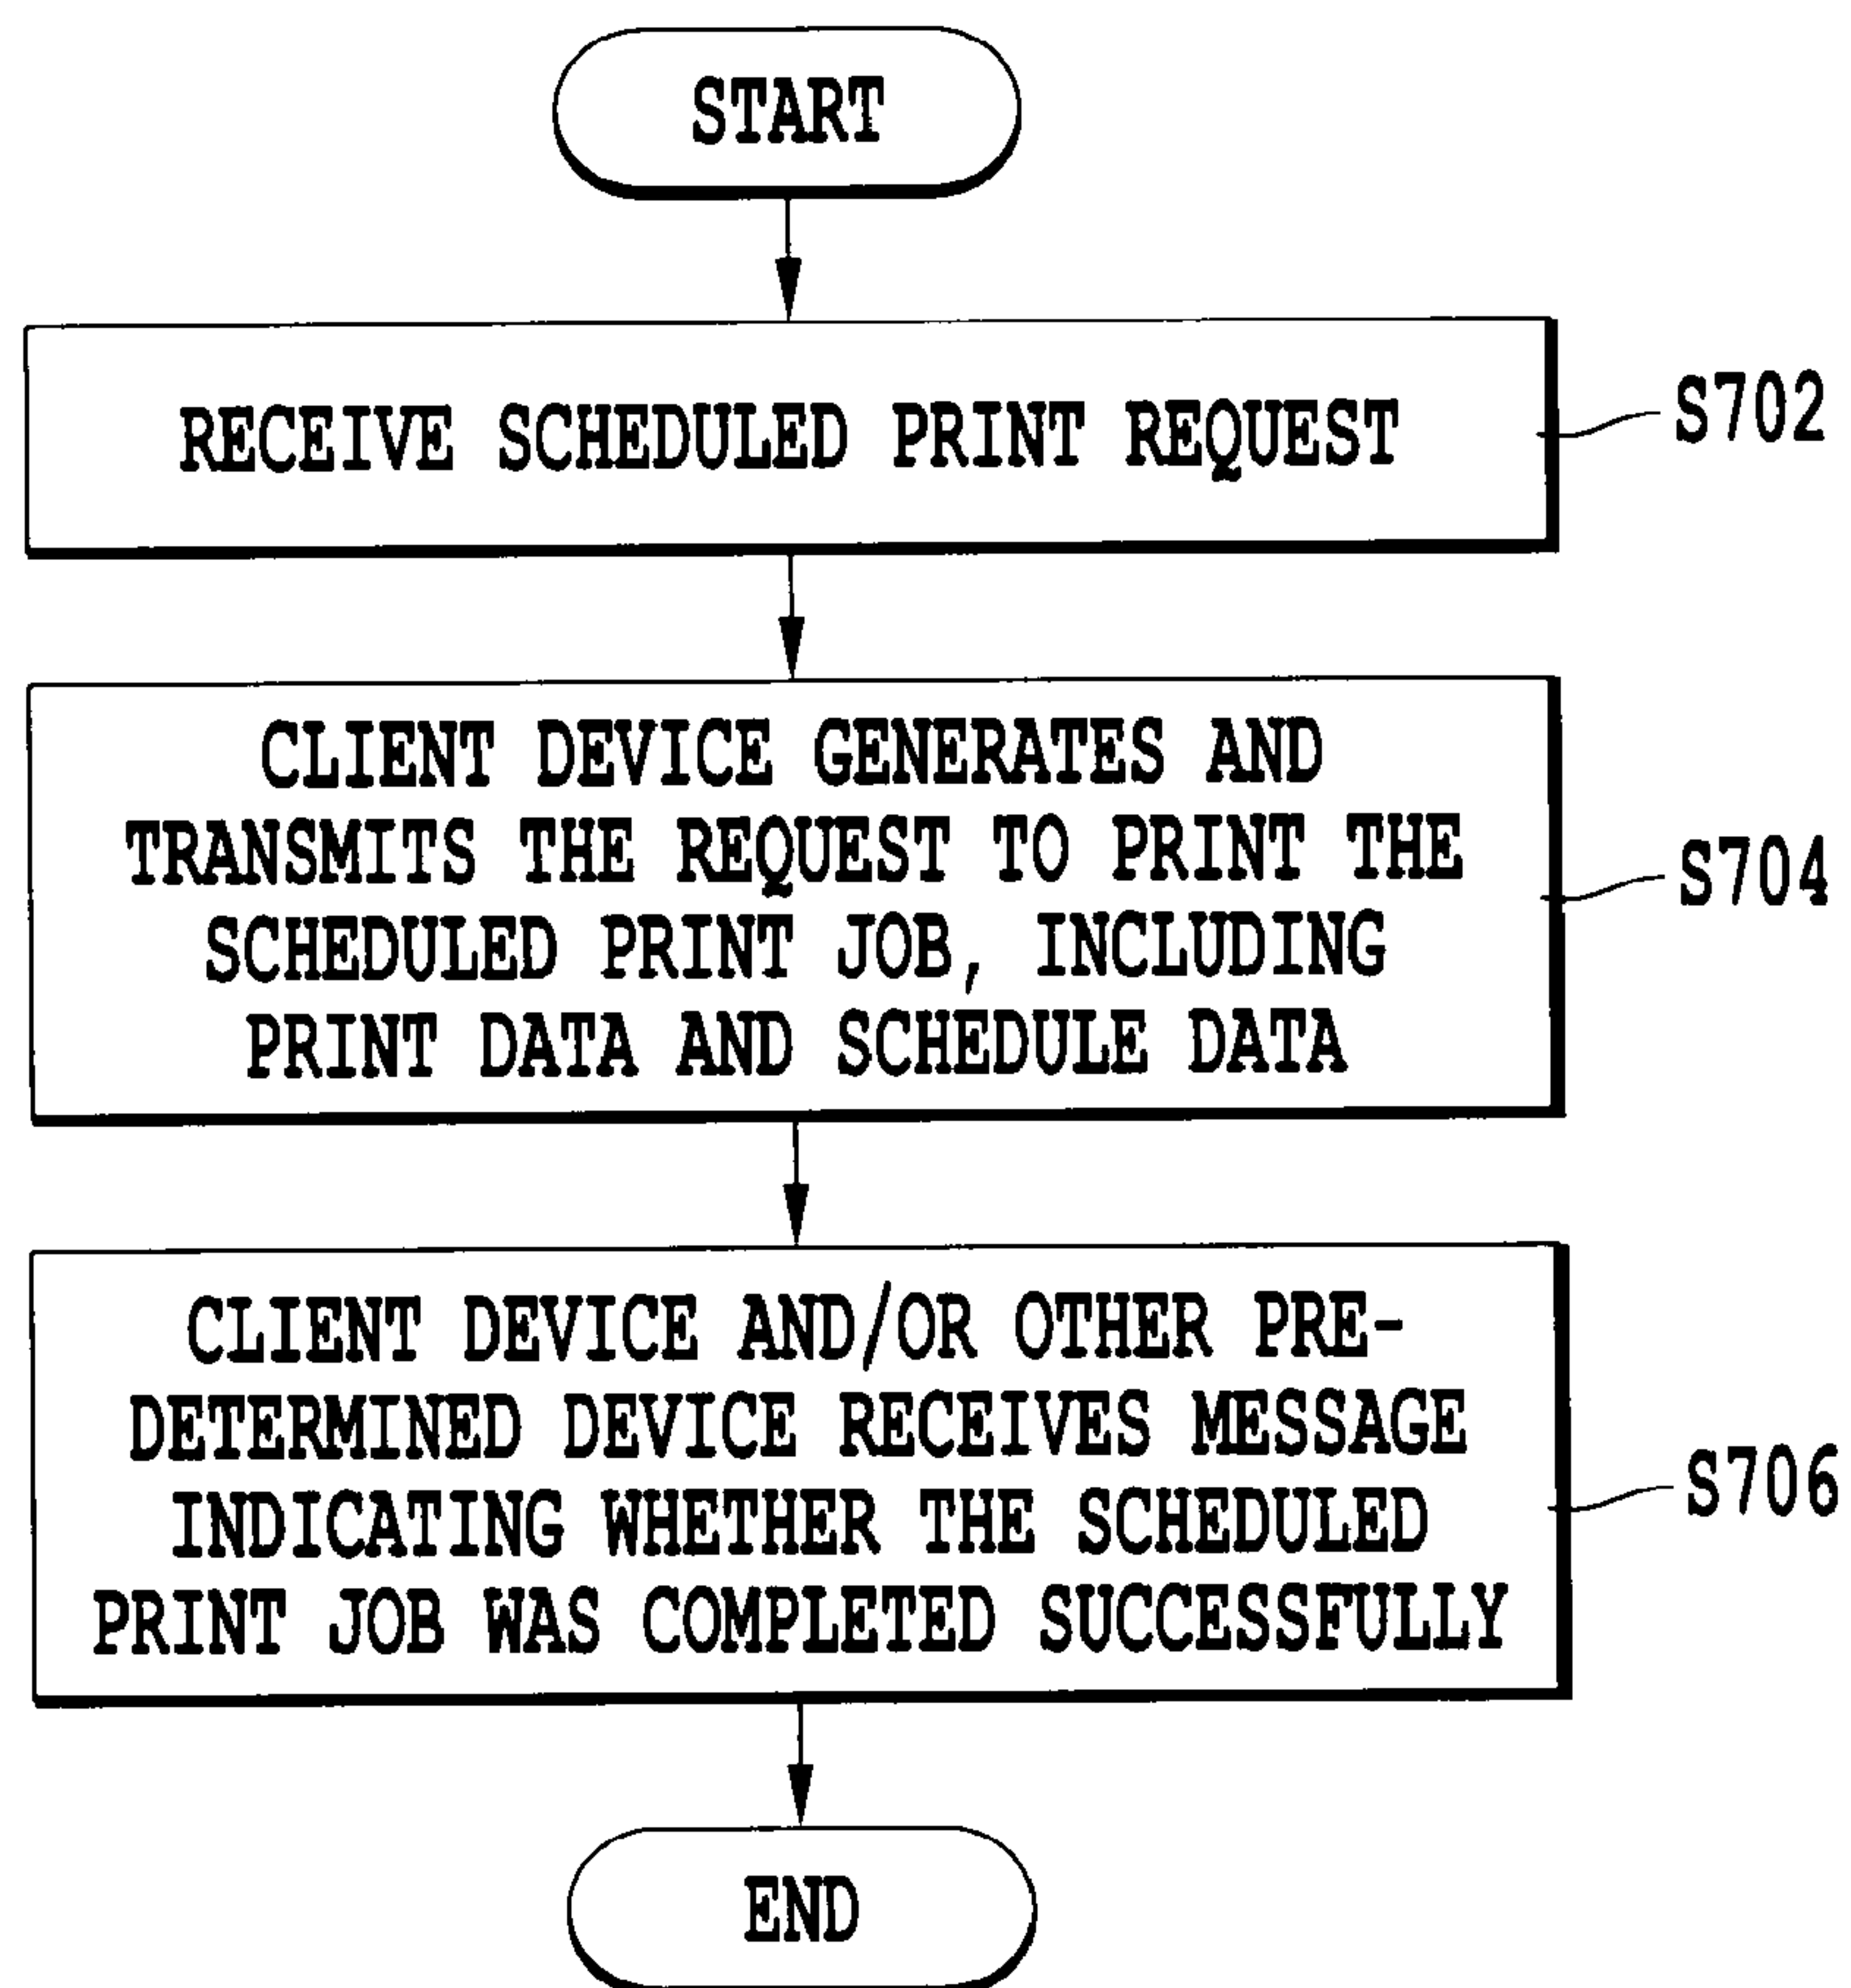 START
RECEIVE SCHEDULED PRINT REQUEST
S702
CLIENT DEVICE GENERATES AND
TRANSMITS THE REQUEST TO PRINT THE
SCHEDULED PRINT JOB, INCLUDING
PRINT DATA AND SCHEDULE DATA
S704
CLIENT DEVICE AND/OR OTHER PRE-
DETERMINED DEVICE RECEIVES MESSAGE
INDICATING WHETHER THE SCHEDULED
PRINT JOB WAS COMPLETED SUCCESSFULLY
S706
END